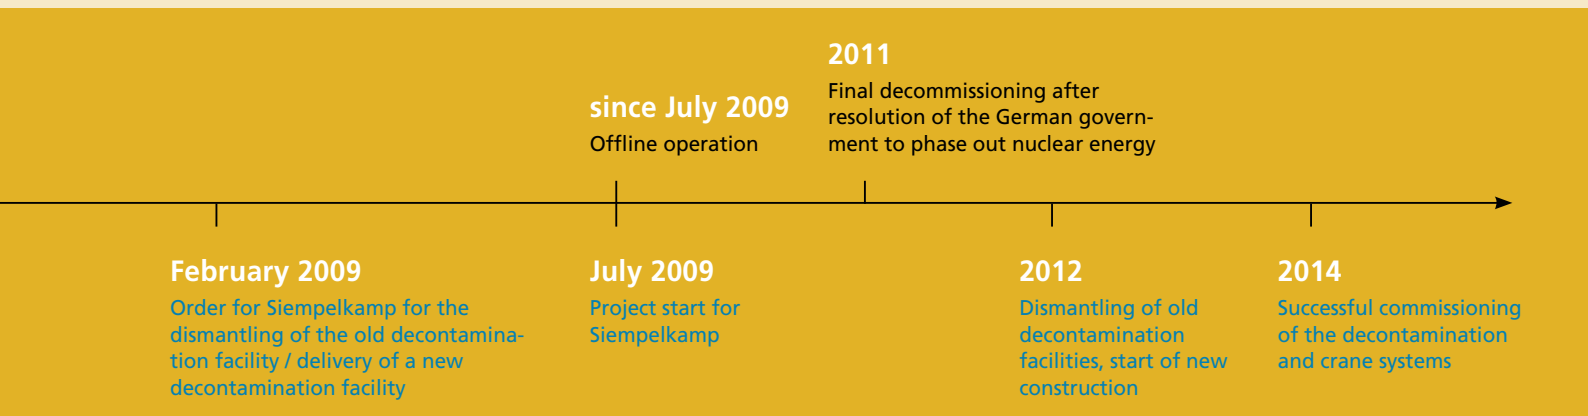 2011
Final decommissioning after
resolution of the German govern-
ment to phase out nuclear energy
since July 2009
Offline operation
February 2009
Order for Siempelkamp for the
dismantling of the old decontamina-
tion facility / delivery of a new
decontamination facility
July 2009
Project start for
Siempelkamp
2012
Dismantling of old
decontamination
facilities, start of new
construction
2014
Successful commissioning
of the decontamination
and crane systems